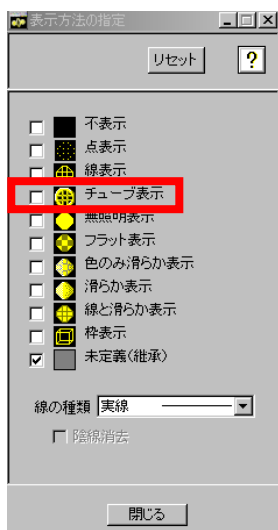 表示方法の指定
リセット
?
不表示
点表示
線表示
チューブ表示
無照明表示
フラット表示
色のみ滑らか表示
滑らか表示
線と滑らか表示
枠表示
未定義(継承)
線の種類 実線
陰線消去
閉じる